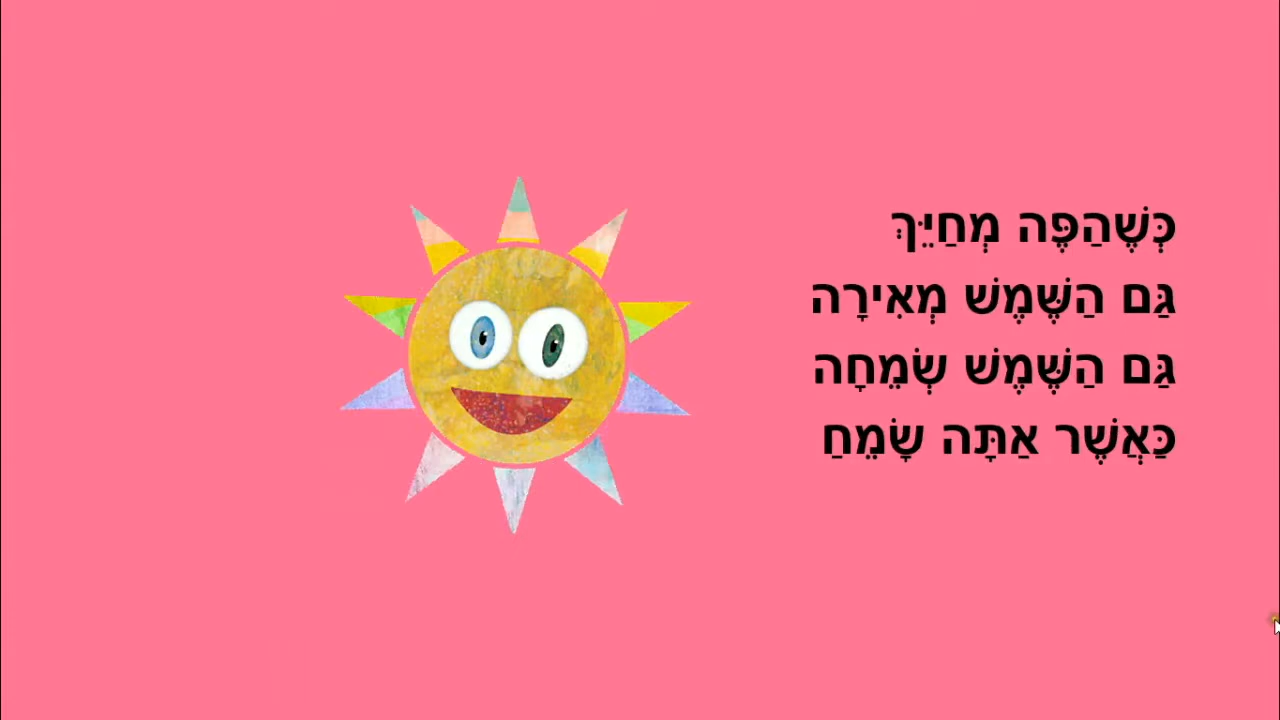 כְּשֶׁהַפֶּה מְחַיֵּךְ
גַּם הַשֶּׁמֶשׁ מְאִירָה
גַּם הַשֶּׁמֶשׁ שְׂמֵחָה
כַּאֲשֶׁר אַתָּה שָׂמֵחַ